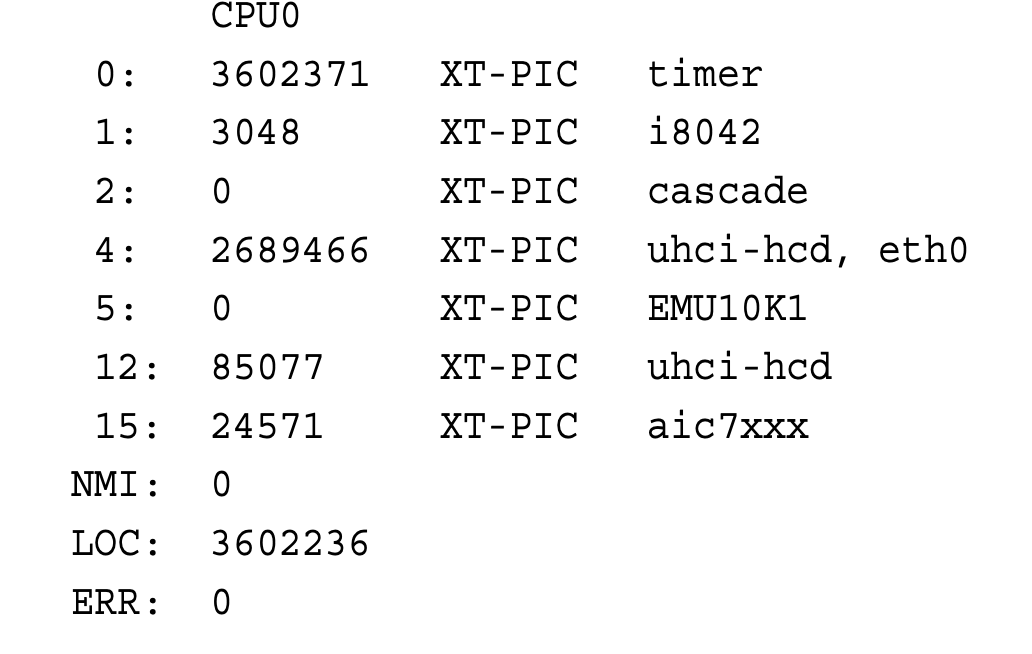 CPU0
0: 3602371 XT-PIC timer
1: 3048 XT-PIC i8042
2: 0 XT-PIC cascade
4: 2689466 XT-PIC uhci-hcd, eth0
5: 0 XT-PIC EMU10K1
12: 85077 XT-PIC uhci-hcd
15: 24571 XT-PIC aic7xxx
NMI: 0
LOC: 3602236
ERR: 0